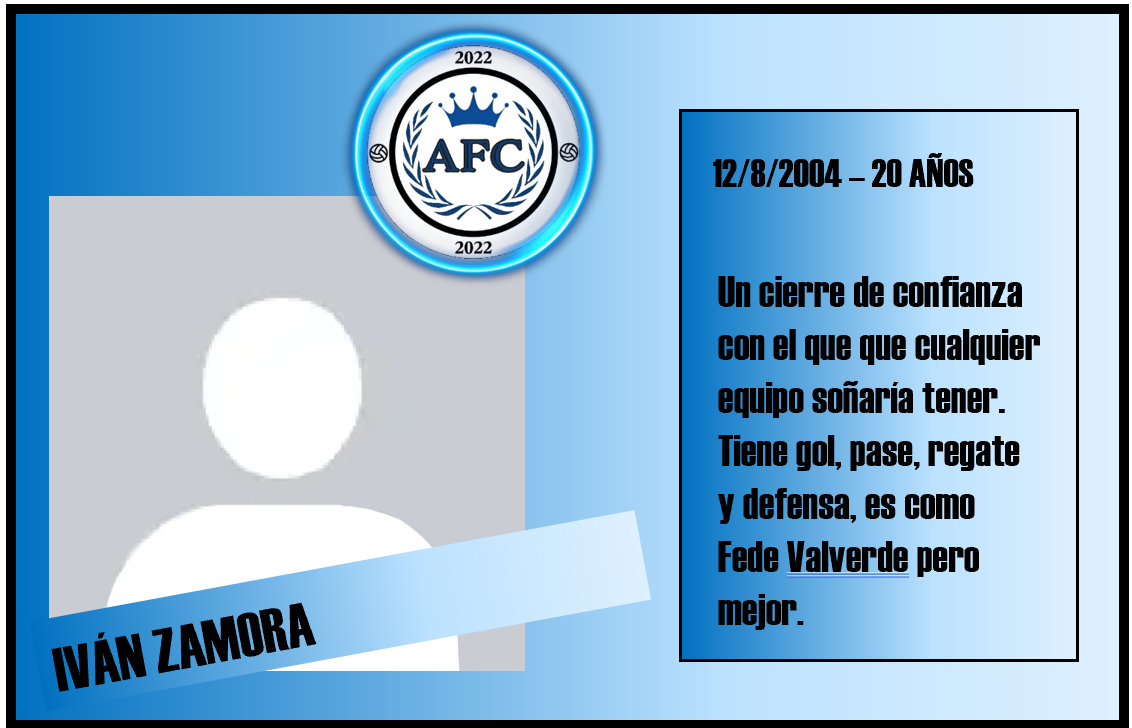 2022
AFC
2022
12/8/2004 – 20 AÑOS
Un cierre de confianza
con el que que cualquier
equipo soñaría tener.
Tiene gol, pase, regate
y defensa, es como
Fede Valverde pero
mejor.
IVÁN ZAMORA